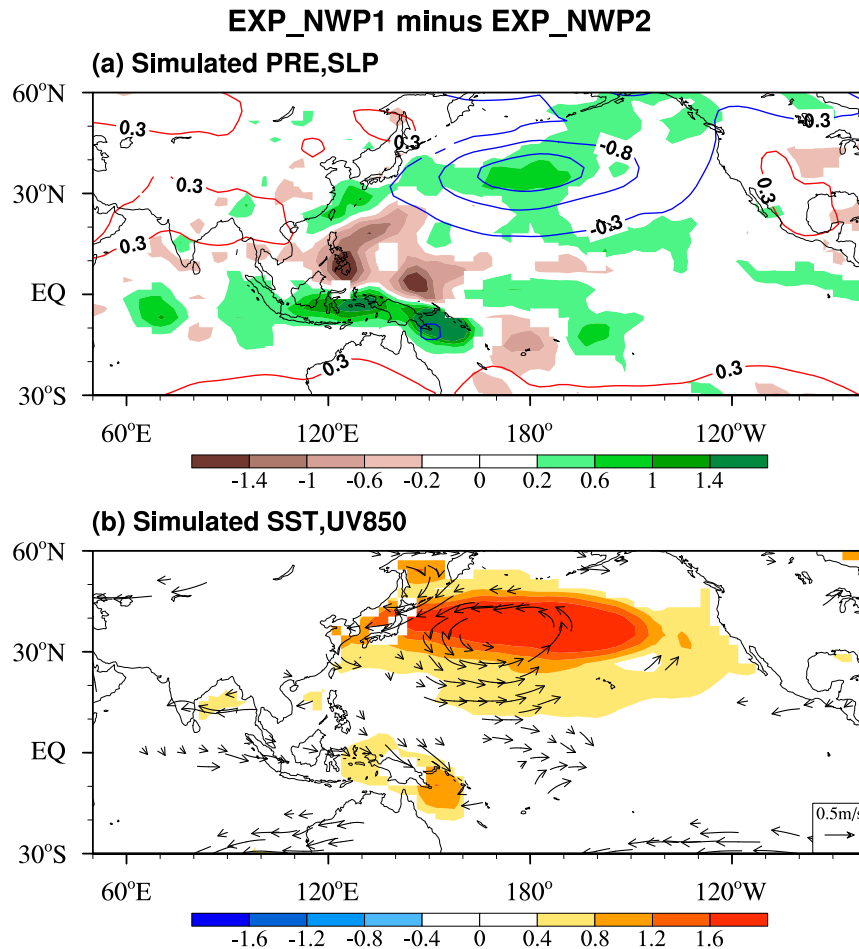 EXP_NWP1 minus EXP_NWP2
(a) Simulated PRE,SLP
60°N
30°N
EQ
30°S
0.3
0.3
0.3
0.3
-0.8
-0.3
-0.3
0.3
0.3
0.3
60°E
120°E
180°
120°W
-1.4 -1 -0.6 -0.2 0 0.2 0.6 1 1.4
(b) Simulated SST,UV850
60°N
30°N
EQ
30°S
0.5m/s
60°E
120°E
180°
120°W
-1.6 -1.2 -0.8 -0.4 0 0.4 0.8 1.2 1.6